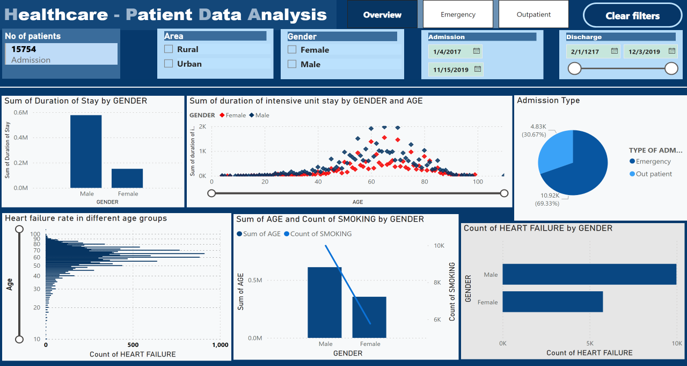 Healthcare - Patient Data Analysis
Overview
Emergency
Outpatient
Clear filters
No of patients
15754
Admission
Area
Rural
Urban
Gender
Female
Male
Admission
1/4/2017
11/15/2019
Discharge
2/1/1217
12/3/2019
Sum of Duration of Stay by GENDER
Sum of Duration of Stay
0.6M
0.4M
0.2M
0.0M
Male
Female
GENDER
Sum of duration of intensive unit stay by GENDER and AGE
GENDER
Female
Male
Sum of duration of i...
2K
1K
0K
0
20
40
60
80
100
AGE
Admission Type
4.83K
(30.67%)
10.92K
(69.33%)
TYPE OF ADM...
Emergency
Out patient
Heart failure rate in different age groups
Age
100
90
80
70
60
50
40
30
20
10
0
500
1,000
Count of HEART FAILURE
Sum of AGE and Count of SMOKING by GENDER
Sum of AGE
Count of SMOKING
Sum of AGE
0.5M
0.0M
10K
8K
6K
Count of SMOKING
Male
Female
GENDER
Count of HEART FAILURE by GENDER
GENDER
Male
Female
0K
5K
10K
Count of HEART FAILURE